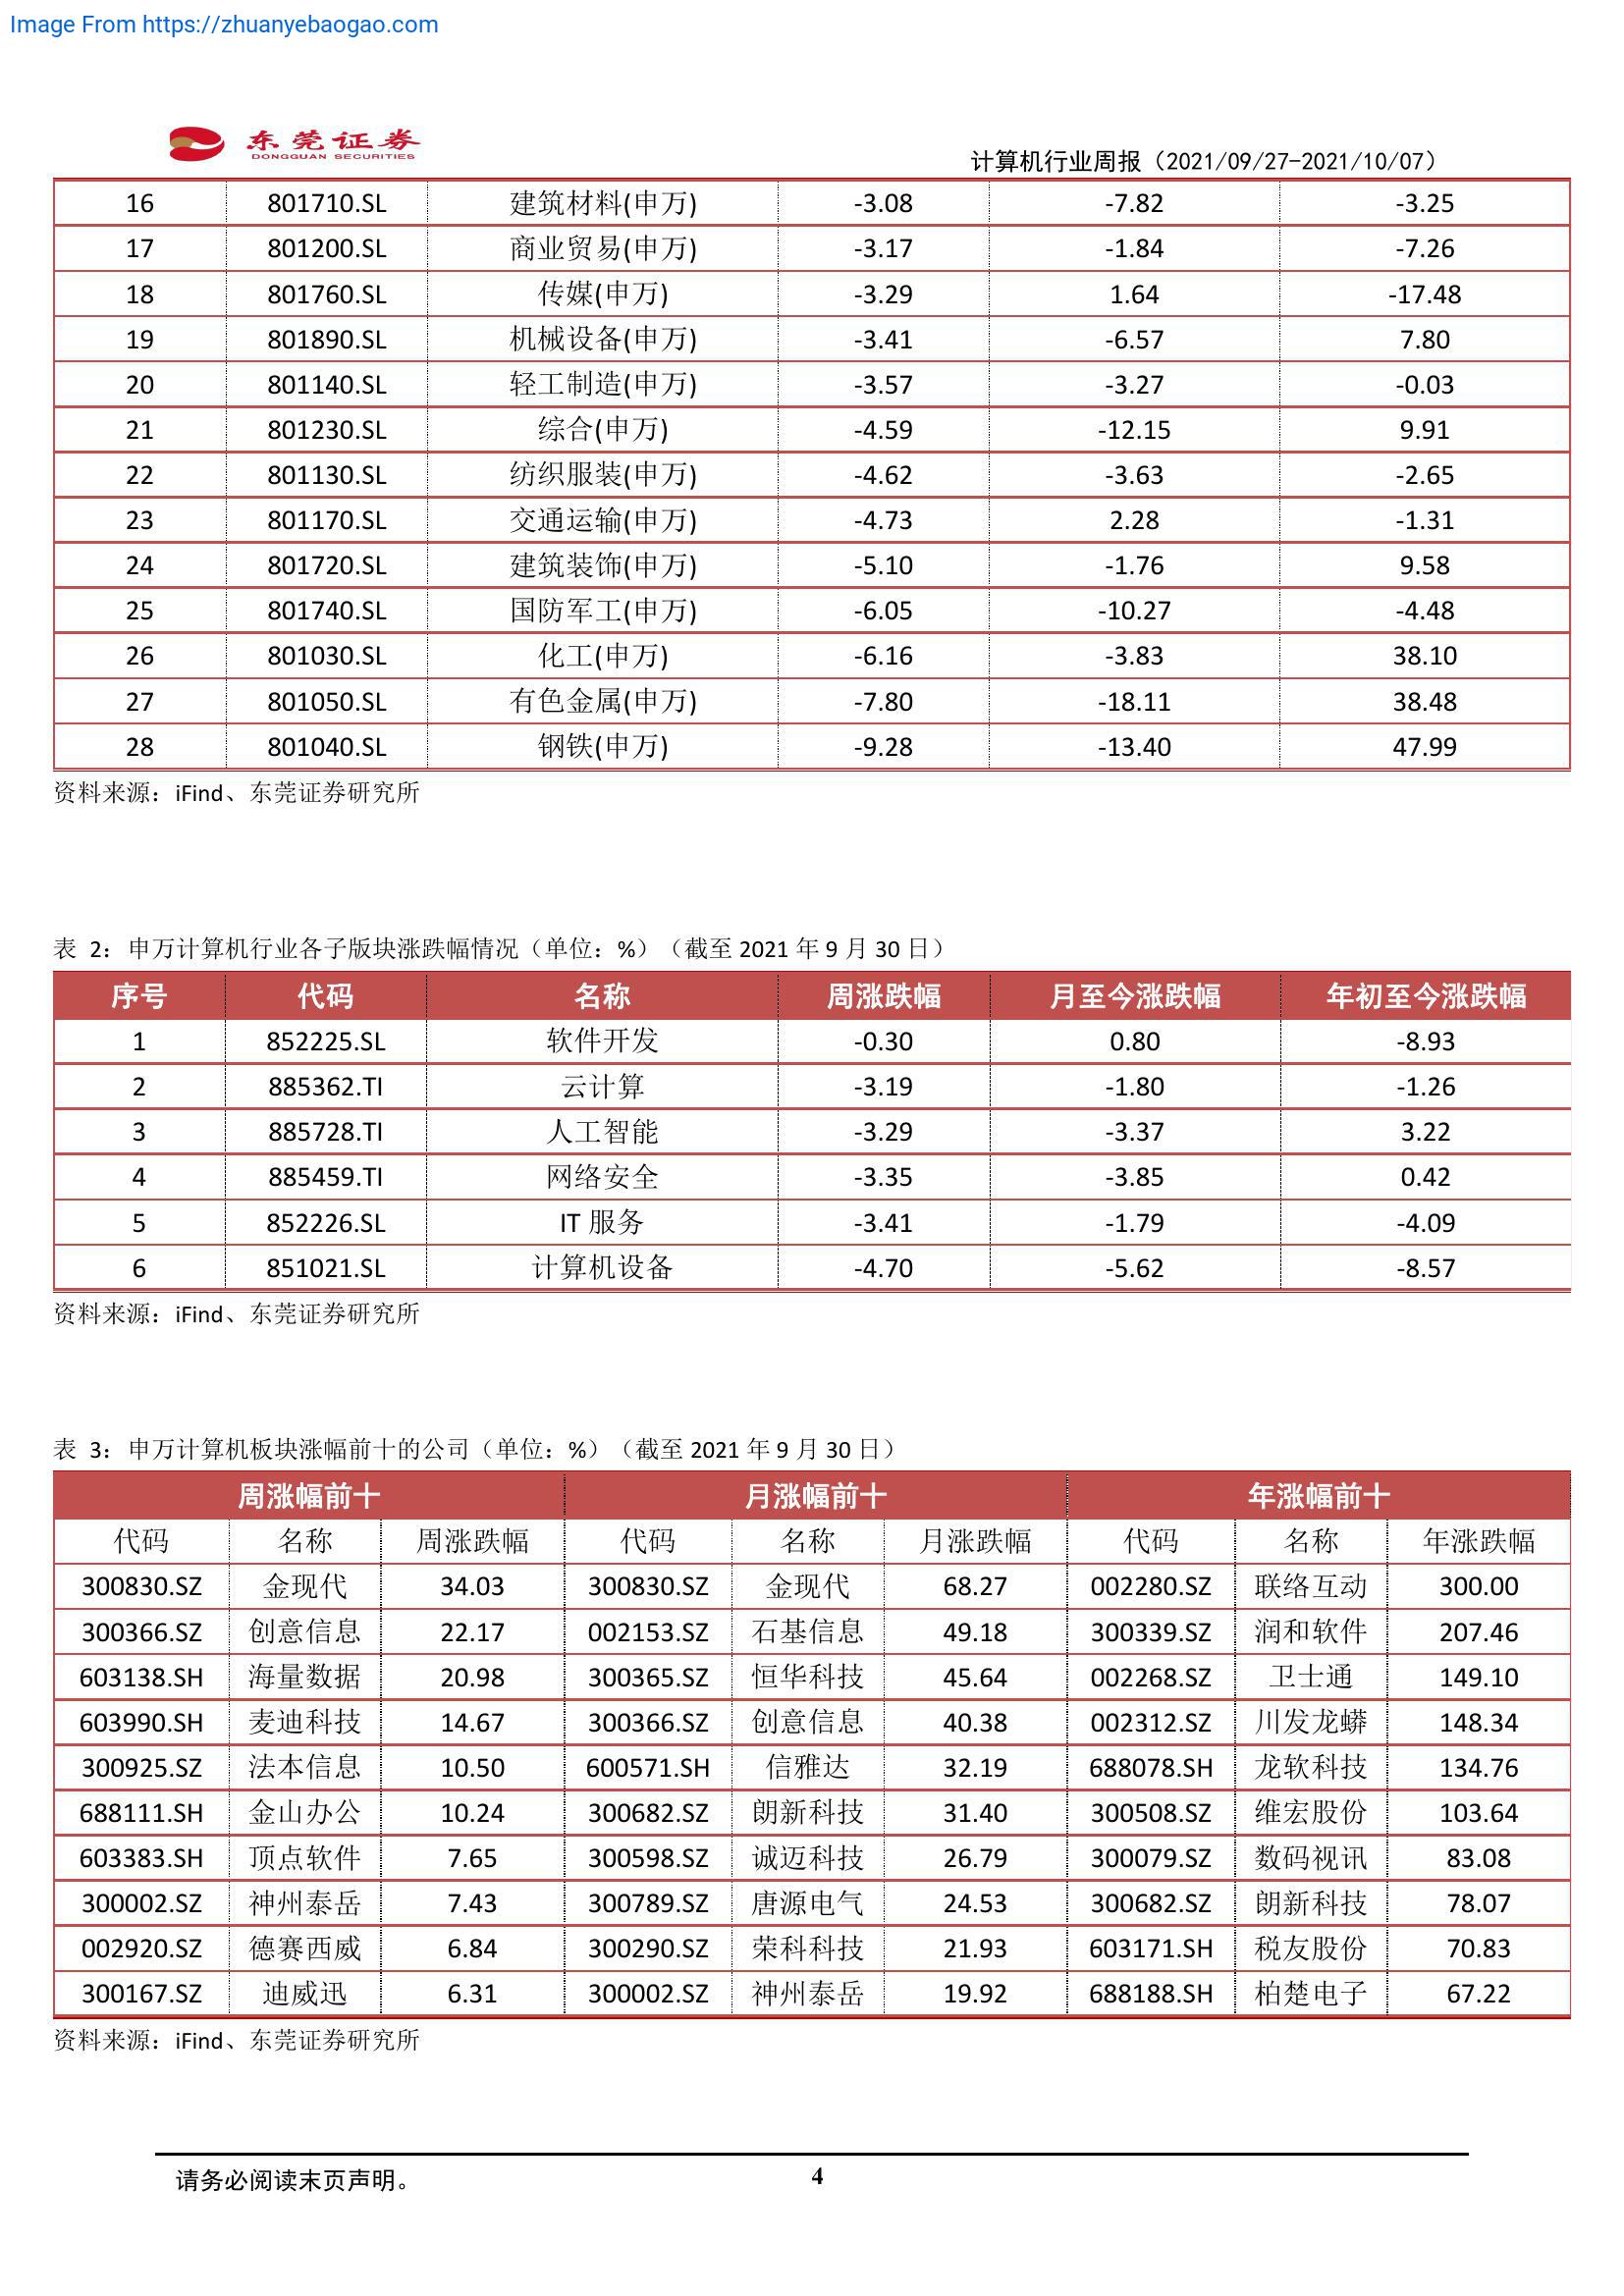 Image From https://zhuanyebaogao.com
东莞证券
DONGGUAN SECURITIES
计算机行业周报（2021/09/27-2021/10/07）
16 801710.SL 建筑材料(申万) -3.08 -7.82 -3.25
17 801200.SL 商业贸易(申万) -3.17 -1.84 -7.26
18 801760.SL 传媒(申万) -3.29 1.64 -17.48
19 801890.SL 机械设备(申万) -3.41 -6.57 7.80
20 801140.SL 轻工制造(申万) -3.57 -3.27 -0.03
21 801230.SL 综合(申万) -4.59 -12.15 9.91
22 801130.SL 纺织服装(申万) -4.62 -3.63 -2.65
23 801170.SL 交通运输(申万) -4.73 2.28 -1.31
24 801720.SL 建筑装饰(申万) -5.10 -1.76 9.58
25 801740.SL 国防军工(申万) -6.05 -10.27 -4.48
26 801030.SL 化工(申万) -6.16 -3.83 38.10
27 801050.SL 有色金属(申万) -7.80 -18.11 38.48
28 801040.SL 钢铁(申万) -9.28 -13.40 47.99
资料来源：iFind、东莞证券研究所
表 2：申万计算机行业各子版块涨跌幅情况（单位：%）（截至 2021 年 9 月 30 日）
序号 代码 名称 周涨跌幅 月至今涨跌幅 年初至今涨跌幅
1 852225.SL 软件开发 -0.30 0.80 -8.93
2 885362.TI 云计算 -3.19 -1.80 -1.26
3 885728.TI 人工智能 -3.29 -3.37 3.22
4 885459.TI 网络安全 -3.35 -3.85 0.42
5 852226.SL IT 服务 -3.41 -1.79 -4.09
6 851021.SL 计算机设备 -4.70 -5.62 -8.57
资料来源：iFind、东莞证券研究所
表 3：申万计算机板块涨幅前十的公司（单位：%）（截至 2021 年 9 月 30 日）
周涨幅前十 月涨幅前十 年涨幅前十
代码 名称 周涨跌幅 代码 名称 月涨跌幅 代码 名称 年涨跌幅
300830.SZ 金现代 34.03 300830.SZ 金现代 68.27 002280.SZ 联络互动 300.00
300366.SZ 创意信息 22.17 002153.SZ 石基信息 49.18 300339.SZ 润和软件 207.46
603138.SH 海量数据 20.98 300365.SZ 恒华科技 45.64 002268.SZ 卫士通 149.10
603990.SH 麦迪科技 14.67 300366.SZ 创意信息 40.38 002312.SZ 川发龙蟒 148.34
300925.SZ 法本信息 10.50 600571.SH 信雅达 32.19 688078.SH 龙软科技 134.76
688111.SH 金山办公 10.24 300682.SZ 朗新科技 31.40 300508.SZ 维宏股份 103.64
603383.SH 顶点软件 7.65 300598.SZ 诚迈科技 26.79 300079.SZ 数码视讯 83.08
300002.SZ 神州泰岳 7.43 300789.SZ 唐源电气 24.53 300682.SZ 朗新科技 78.07
002920.SZ 德赛西威 6.84 300290.SZ 荣科科技 21.93 603171.SH 税友股份 70.83
300167.SZ 迪威迅 6.31 300002.SZ 神州泰岳 19.92 688188.SH 柏楚电子 67.22
资料来源：iFind、东莞证券研究所
请务必阅读末页声明。
4